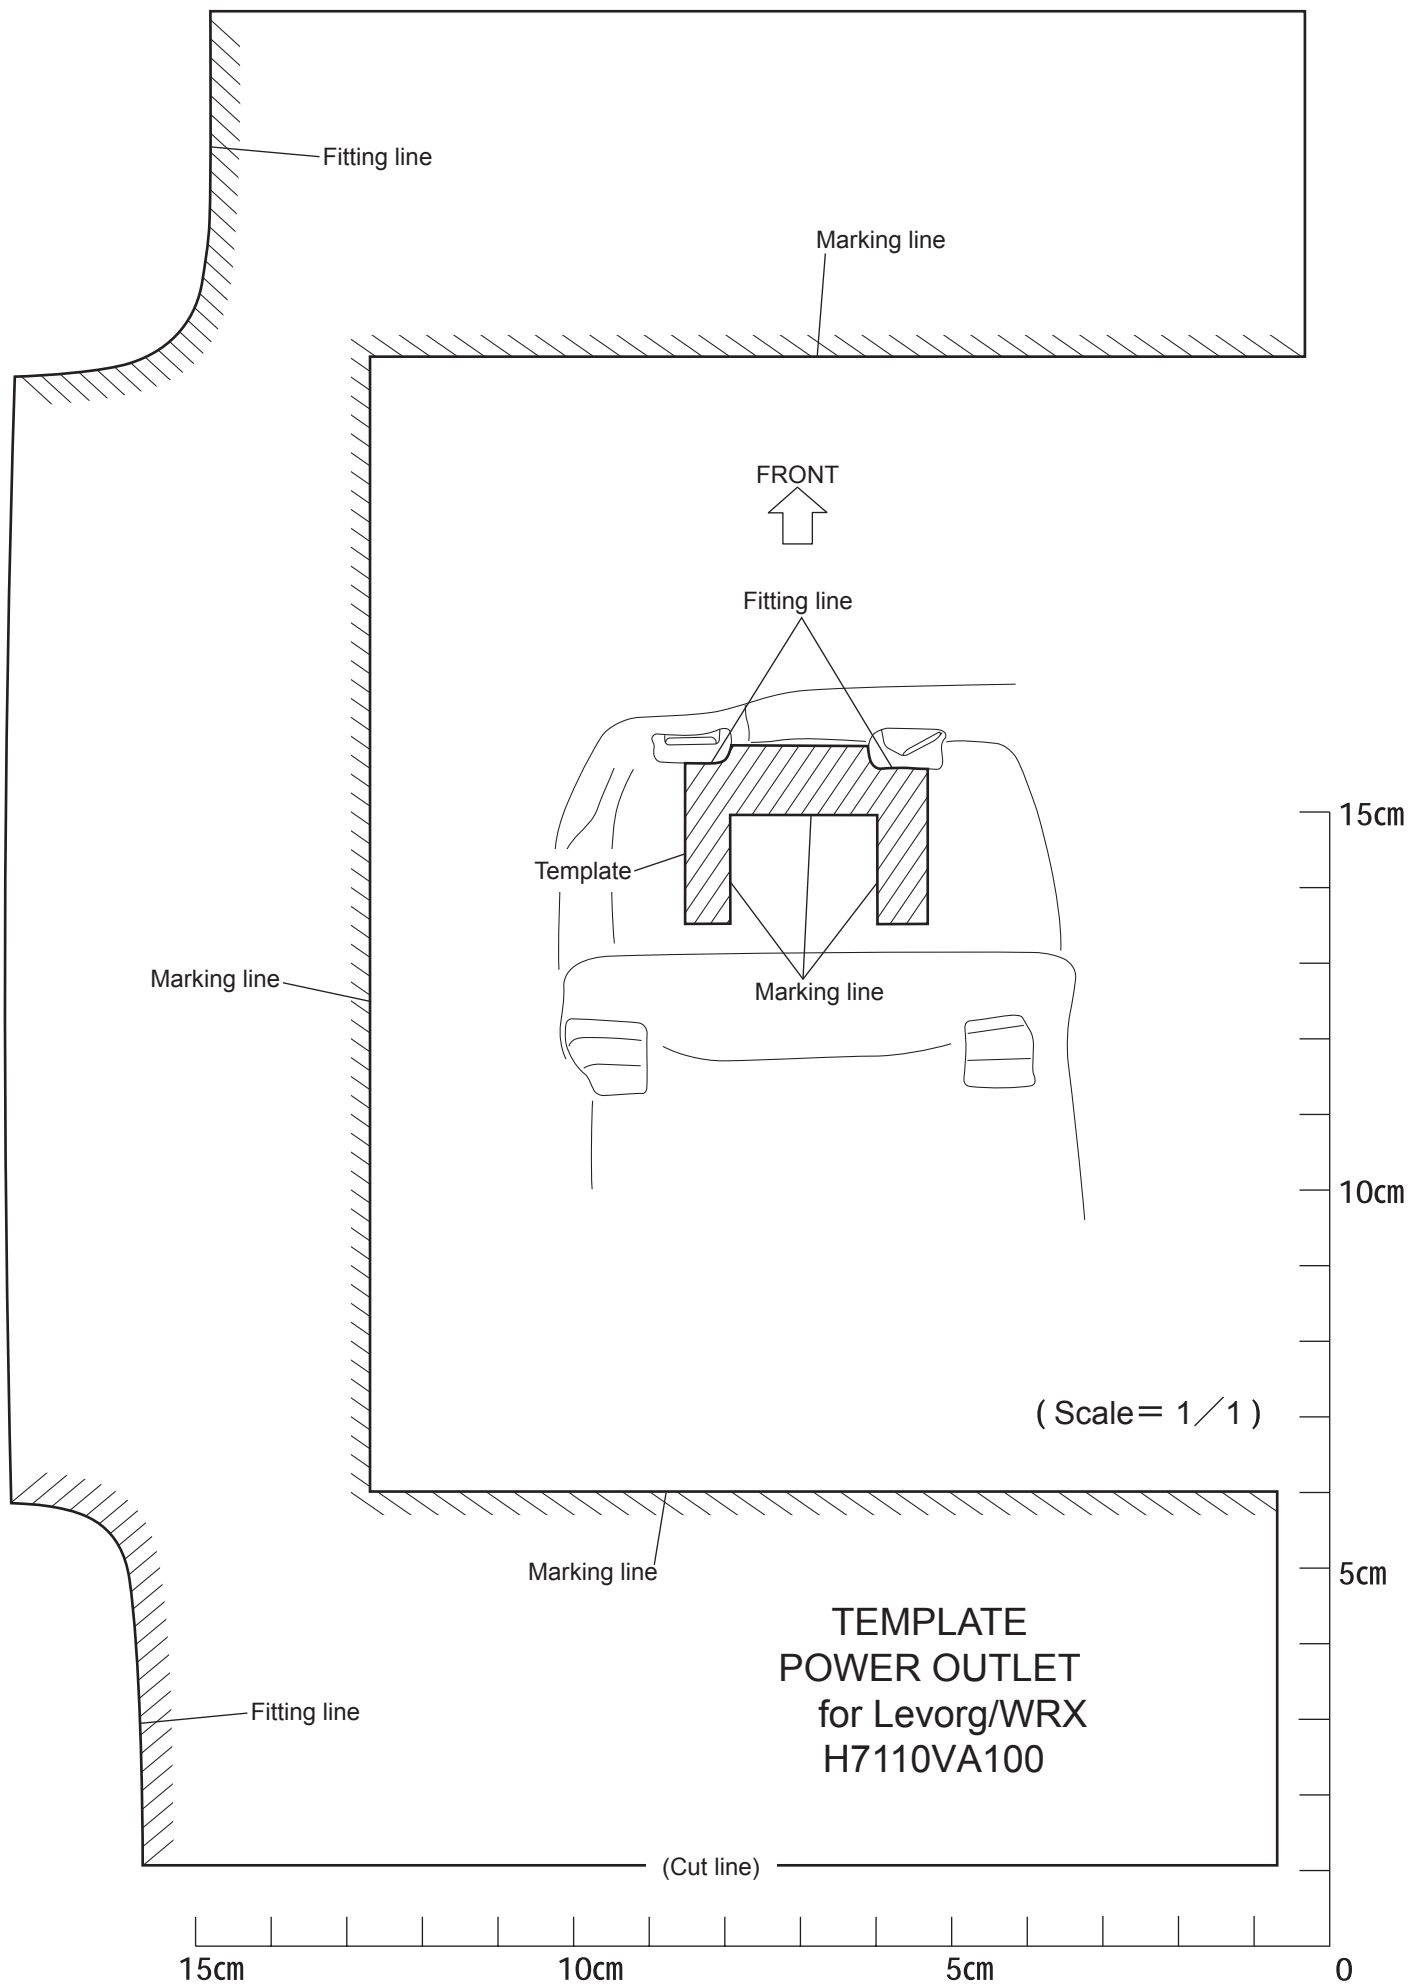 Fitting line
Marking line
FRONT
Fitting line
15cm
Template
Marking line
Marking line
10cm
( Scale＝ 1／1 )
Marking line
5cm
TEMPLATE
POWER OUTLET
for Levorg/WRX
H7110VA100
Fitting line
(Cut line)
15cm 10cm 5cm 0